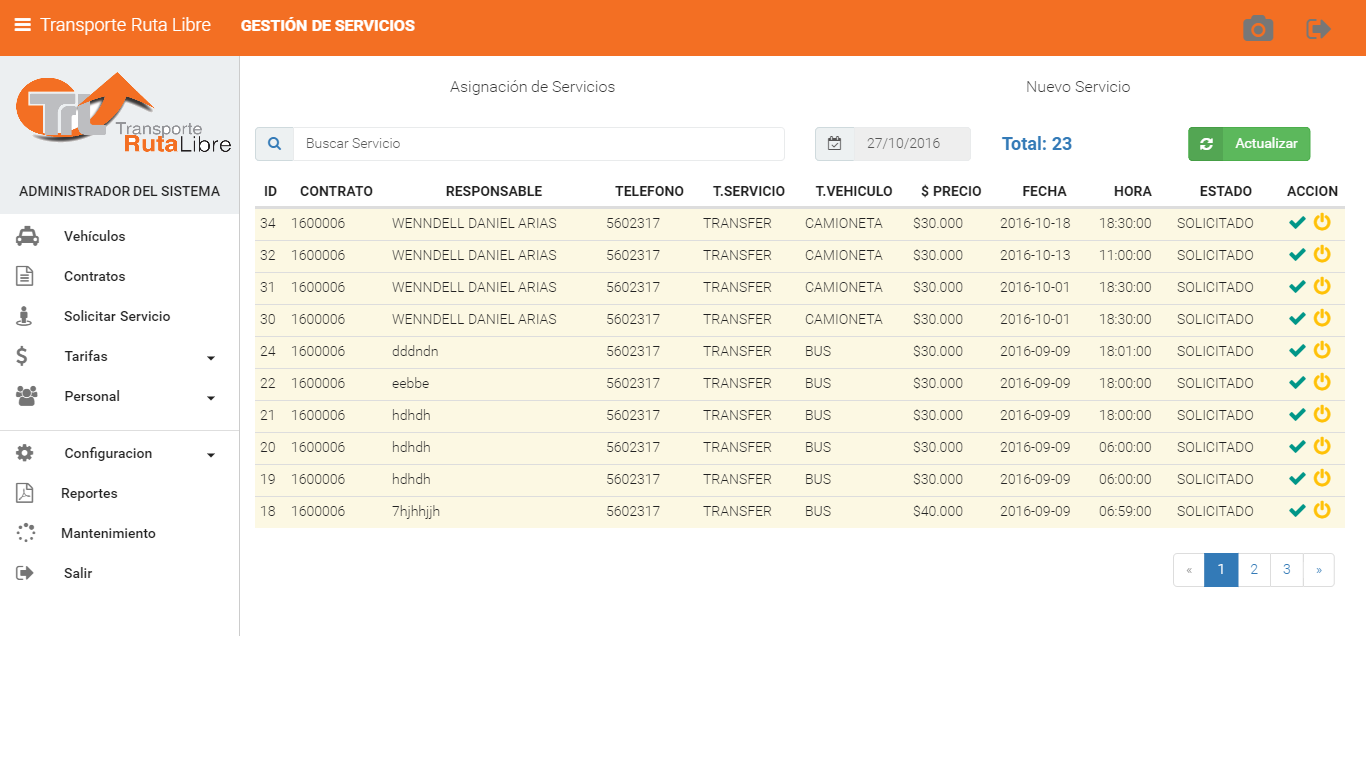 Transporte Ruta Libre GESTIÓN DE SERVICIOS
TrL Transporte
RutaLibre
ADMINISTRADOR DEL SISTEMA
Vehículos
Contratos
Solicitar Servicio
Tarifas
Personal
Configuracion
Reportes
Mantenimiento
Salir
Asignación de Servicios Nuevo Servicio
Buscar Servicio 27/10/2016 Total: 23 Actualizar
ID CONTRATO RESPONSABLE TELEFONO T.SERVICIO T.VEHICULO $ PRECIO FECHA HORA ESTADO ACCION
34 1600006 WENNDELL DANIEL ARIAS 5602317 TRANSFER CAMIONETA $30.000 2016-10-18 18:30:00 SOLICITADO
32 1600006 WENNDELL DANIEL ARIAS 5602317 TRANSFER CAMIONETA $30.000 2016-10-13 11:00:00 SOLICITADO
31 1600006 WENNDELL DANIEL ARIAS 5602317 TRANSFER CAMIONETA $30.000 2016-10-01 18:30:00 SOLICITADO
30 1600006 WENNDELL DANIEL ARIAS 5602317 TRANSFER CAMIONETA $30.000 2016-10-01 18:30:00 SOLICITADO
24 1600006 dddndn 5602317 TRANSFER BUS $30.000 2016-09-09 18:01:00 SOLICITADO
22 1600006 eebbe 5602317 TRANSFER BUS $30.000 2016-09-09 18:00:00 SOLICITADO
21 1600006 hdhdh 5602317 TRANSFER BUS $30.000 2016-09-09 18:00:00 SOLICITADO
20 1600006 hdhdh 5602317 TRANSFER BUS $30.000 2016-09-09 06:00:00 SOLICITADO
19 1600006 hdhdh 5602317 TRANSFER BUS $30.000 2016-09-09 06:00:00 SOLICITADO
18 1600006 7hjhhjjh 5602317 TRANSFER BUS $40.000 2016-09-09 06:59:00 SOLICITADO
« 1 2 3 »